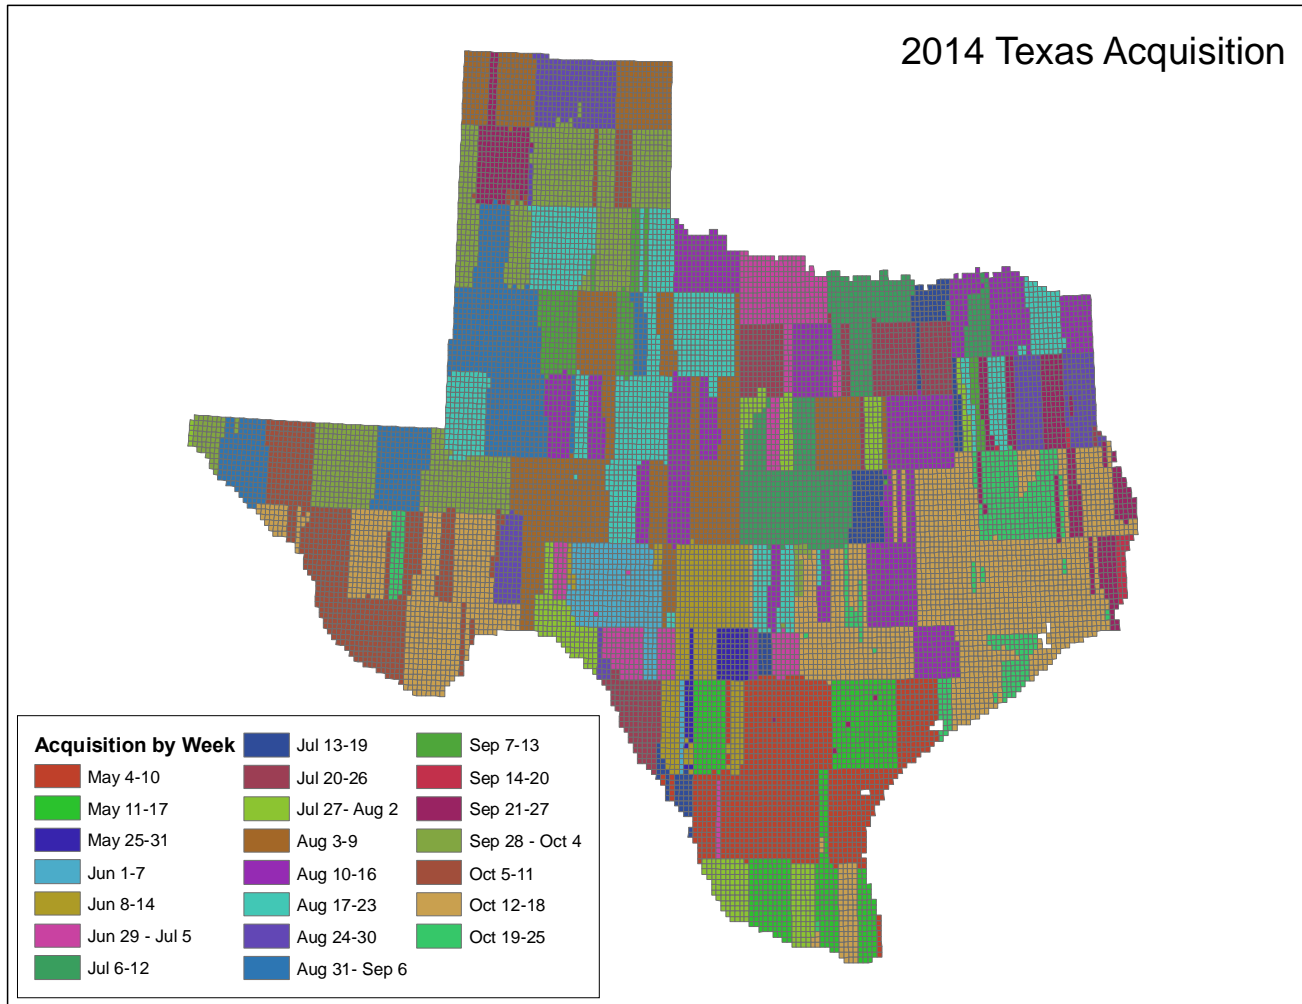 2014 Texas Acquisition
Acquisition by Week
May 4-10
May 11-17
May 25-31
Jun 1-7
Jun 8-14
Jun 29 - Jul 5
Jul 6-12
Jul 13-19
Jul 20-26
Jul 27- Aug 2
Aug 3-9
Aug 10-16
Aug 17-23
Aug 24-30
Aug 31- Sep 6
Sep 7-13
Sep 14-20
Sep 21-27
Sep 28 - Oct 4
Oct 5-11
Oct 12-18
Oct 19-25